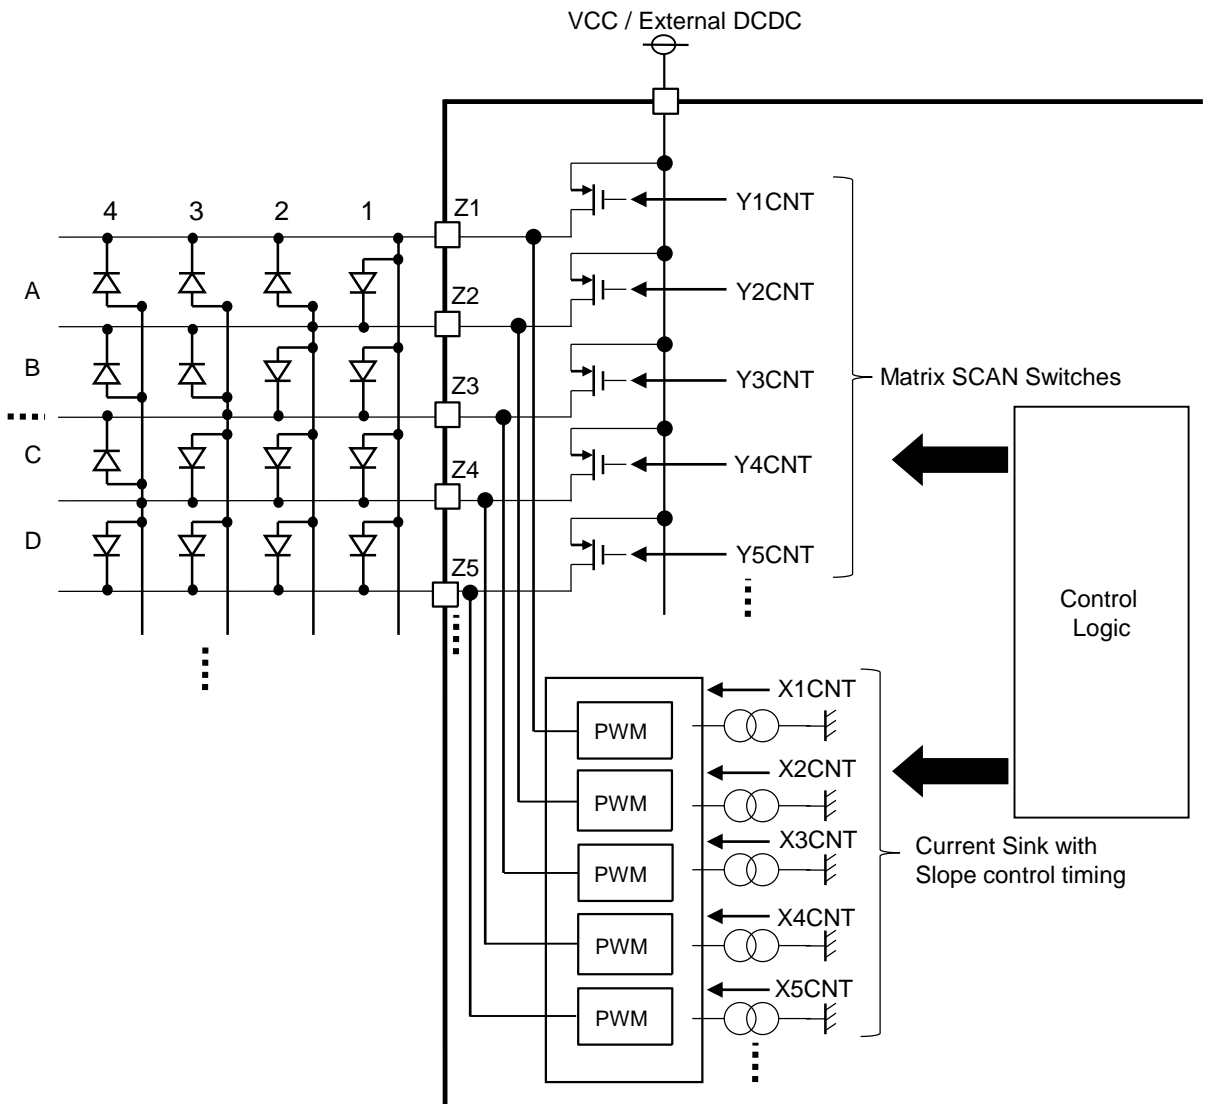 VCC / External DCDC
4 3 2 1
Z1
Y1CNT
A
Z2
Y2CNT
B
Z3
Y3CNT
Matrix SCAN Switches
C
Z4
Y4CNT
D
Z5
Y5CNT
Control
Logic
X1CNT
PWM
X2CNT
PWM
X3CNT
PWM
Current Sink with
Slope control timing
X4CNT
PWM
X5CNT
PWM